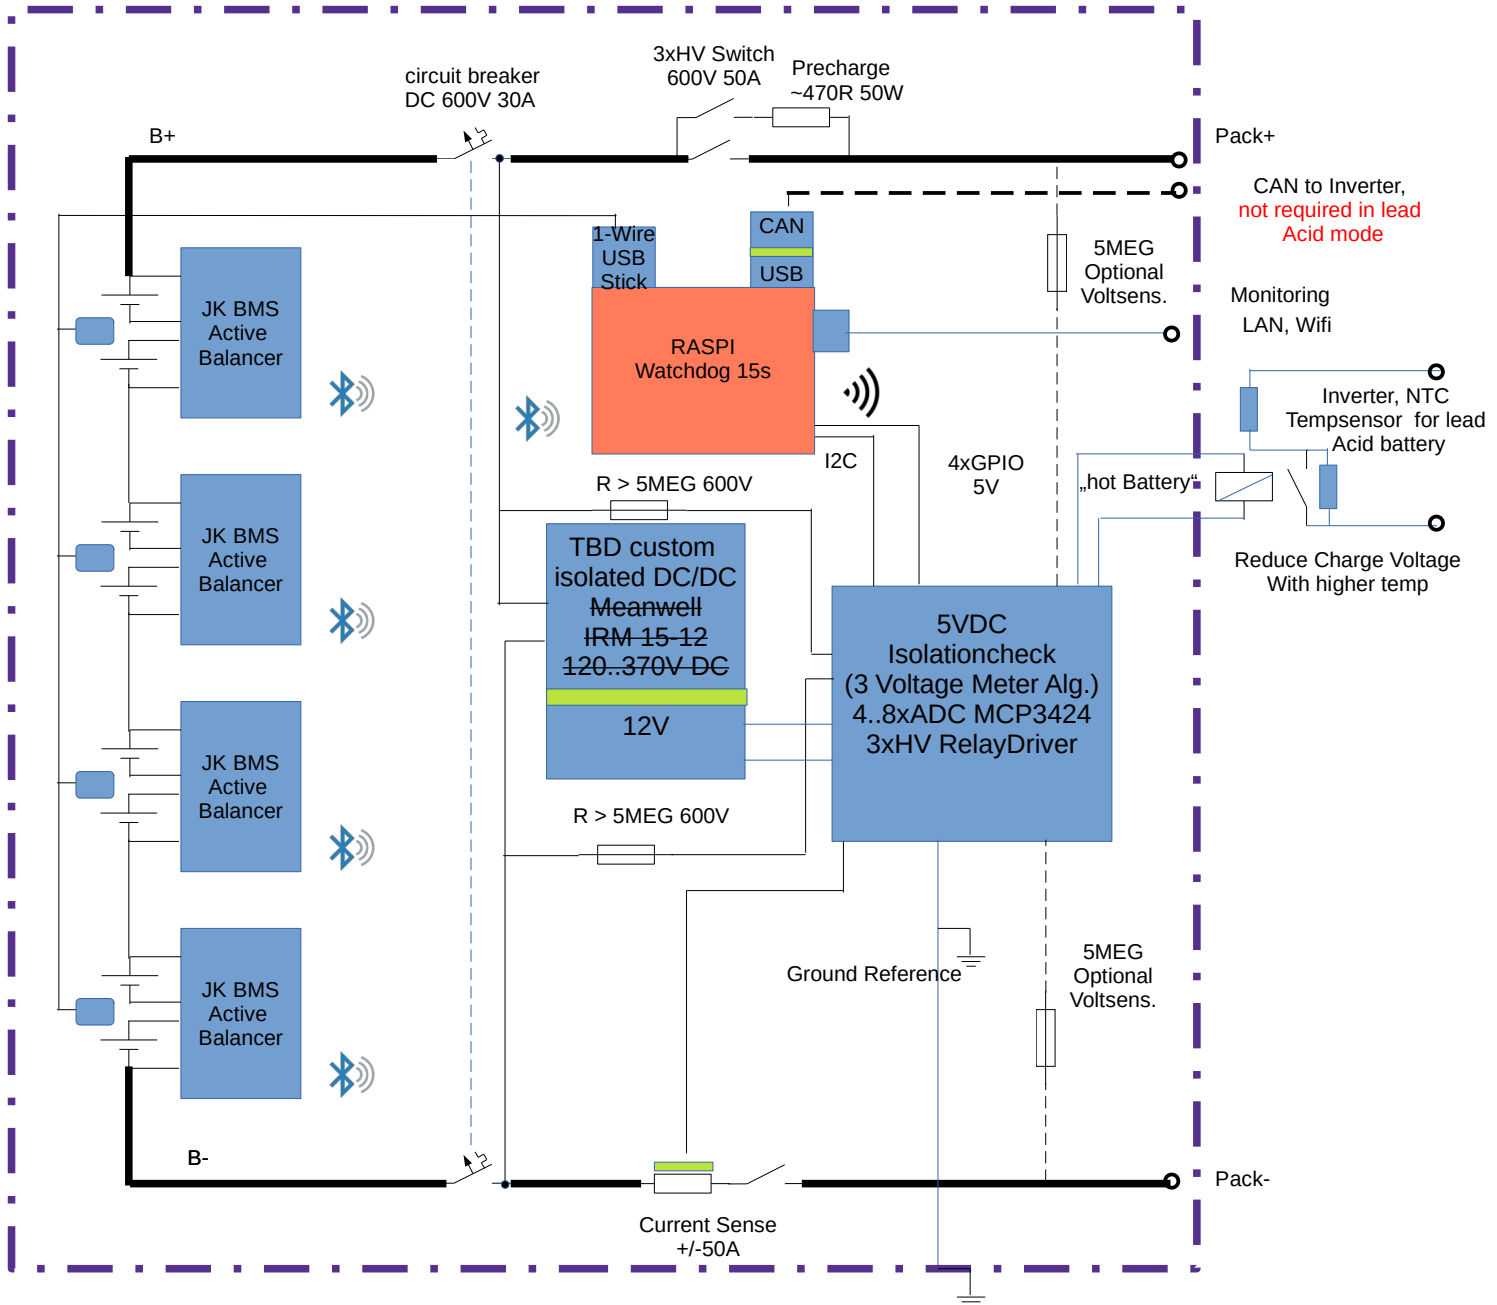 3xHV Switch
600V 50A
Precharge
~470R 50W
circuit breaker
DC 600V 30A
B+
Pack+
CAN to Inverter,
not required in lead
Acid mode
1-Wire
USB
Stick
CAN
USB
5MEG
Optional
Voltsens.
Monitoring
LAN, Wifi
JK BMS
Active
Balancer
RASPI
Watchdog 15s
Inverter, NTC
Tempsensor for lead
Acid battery
I2C
4xGPIO
5V
„hot Battery“
R > 5MEG 600V
JK BMS
Active
Balancer
TBD custom
isolated DC/DC
Meanwell
IRM 15-12
120..370V DC
12V
Reduce Charge Voltage
With higher temp
5VDC
Isolationcheck
(3 Voltage Meter Alg.)
4..8xADC MCP3424
3xHV RelayDriver
JK BMS
Active
Balancer
R > 5MEG 600V
JK BMS
Active
Balancer
Ground Reference
5MEG
Optional
Voltsens.
B-
Pack-
Current Sense
+/-50A